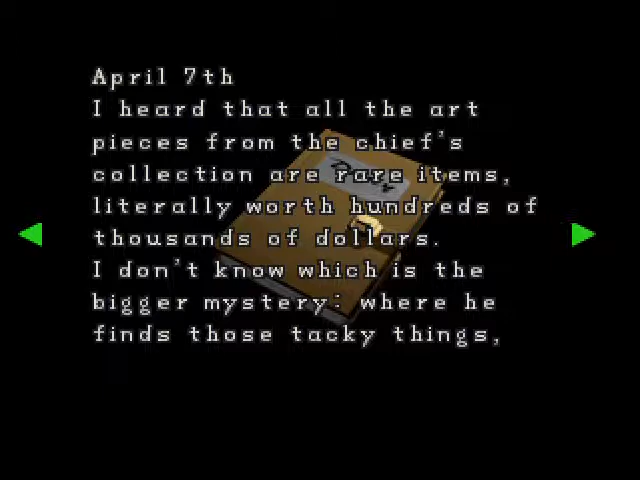 April 7th
I heard that all the art
pieces from the chief's
collection are rare items,
literally worth hundreds of
thousands of dollars.
I don't know which is the
bigger mystery: where he
finds those tacky things,
Diary